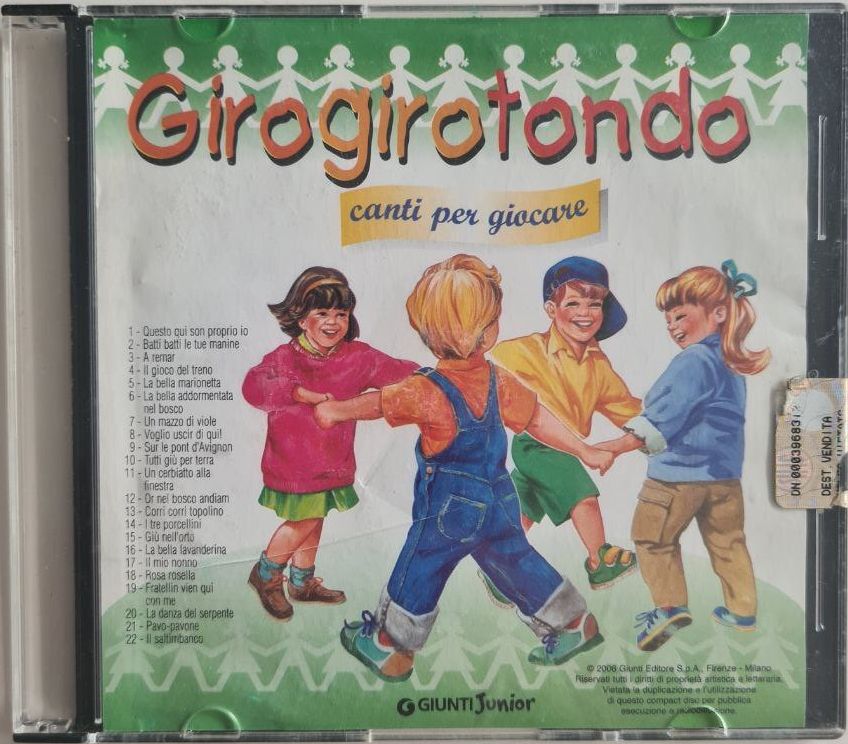 Girogirotondo
canti per giocare
1 - Questo qui son proprio io
2 - Batti batti le tue manine
3 - A remar
4 - Il gioco del treno
5 - La bella marionetta
6 - La bella addormentata
nel bosco
7 - Un mazzo di viole
8 - Voglio uscir di qui!
9 - Sur le pont d'Avignon
10 - Tutti giù per terra
11 - Un cerbiatto alla
finestra
12 - Or nel bosco andiam
13 - Corri corri topolino
14 - I tre porcellini
15 - Giù nell'orto
16 - La bella lavanderina
17 - Il mio nonno
18 - Rosa rosella
19 - Fratellin vien qui
con me
20 - La danza del serpente
21 - Pavo-pavone
22 - Il saltimbanco
DEST. VENDITA
© 2006 Giunti Editore S.p.A., Firenze - Milano
Riservati tutti i diritti di proprietà artistica e letteraria.
Vietata la duplicazione e l'utilizzazione
di questo compact disc per pubblica
esecuzione e radiodiffusione.
GIUNTI Junior